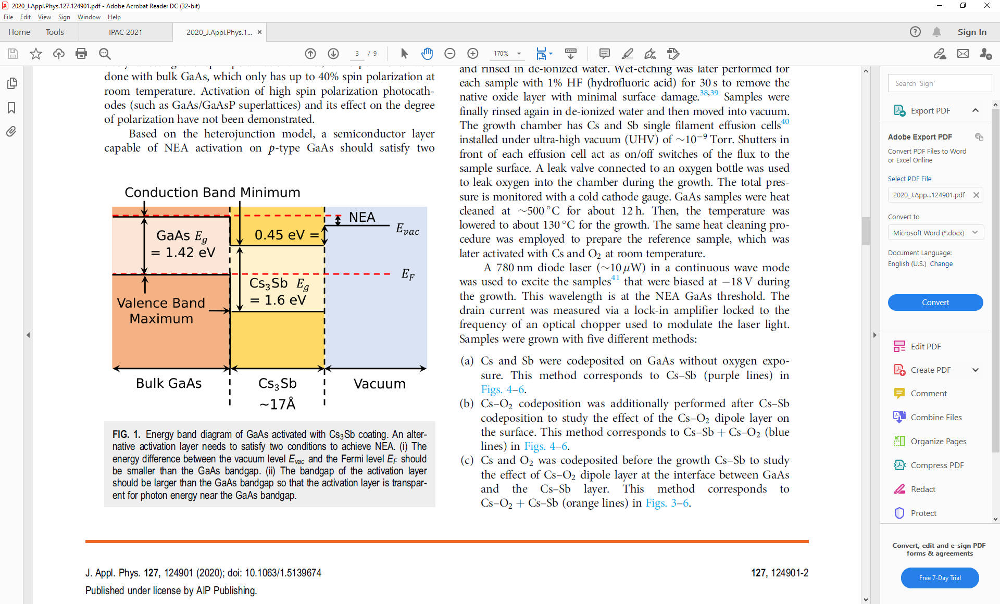 2020_J.Appl.Phys.127.124901.pdf - Adobe Acrobat Reader DC (32-bit)
File Edit View Sign Window Help
Home Tools IPAC 2021 2020_J.Appl.Phys.1... × Sign In
3 / 9 170%
done with bulk GaAs, which only has up to 40% spin polarization at
room temperature. Activation of high spin polarization photocath-
odes (such as GaAs/GaAsP superlattices) and its effect on the degree
of polarization have not been demonstrated.
Based on the heterojunction model, a semiconductor layer
capable of NEA activation on p-type GaAs should satisfy two
Conduction Band Minimum
NEA
Evac
0.45 eV =
GaAs Eg
= 1.42 eV
EF
Cs₃Sb Eg
= 1.6 eV
Valence Band
Maximum
Bulk GaAs
Cs₃Sb
~17Å
Vacuum
FIG. 1. Energy band diagram of GaAs activated with Cs₃Sb coating. An alter-
native activation layer needs to satisfy two conditions to achieve NEA. (i) The
energy difference between the vacuum level Evac and the Fermi level EF should
be smaller than the GaAs bandgap. (ii) The bandgap of the activation layer
should be larger than the GaAs bandgap so that the activation layer is transpar-
ent for photon energy near the GaAs bandgap.
and rinsed in de-ionized water. Wet-etching was later performed for
each sample with 1% HF (hydrofluoric acid) for 30 s to remove the
native oxide layer with minimal surface damage.³⁸,³⁹ Samples were
finally rinsed again in de-ionized water and then moved into vacuum.
The growth chamber has Cs and Sb single filament effusion cells⁴⁰
installed under ultra-high vacuum (UHV) of ~10⁻⁹ Torr. Shutters in
front of each effusion cell act as on/off switches of the flux to the
sample surface. A leak valve connected to an oxygen bottle was used
to leak oxygen into the chamber during the growth. The total pres-
sure is monitored with a cold cathode gauge. GaAs samples were heat
cleaned at ~500 °C for about 12 h. Then, the temperature was
lowered to about 130 °C for the growth. The same heat cleaning pro-
cedure was employed to prepare the reference sample, which was
later activated with Cs and O₂ at room temperature.
A 780 nm diode laser (~10 μW) in a continuous wave mode
was used to excite the samples⁴¹ that were biased at −18 V during
the growth. This wavelength is at the NEA GaAs threshold. The
drain current was measured via a lock-in amplifier locked to the
frequency of an optical chopper used to modulate the laser light.
Samples were grown with five different methods:
(a) Cs and Sb were codeposited on GaAs without oxygen expo-
sure. This method corresponds to Cs–Sb (purple lines) in
Figs. 4–6.
(b) Cs–O₂ codeposition was additionally performed after Cs–Sb
codeposition to study the effect of the Cs–O₂ dipole layer on
the surface. This method corresponds to Cs–Sb + Cs–O₂ (blue
lines) in Figs. 4–6.
(c) Cs and O₂ was codeposited before the growth Cs–Sb to study
the effect of Cs–O₂ dipole layer at the interface between GaAs
and the Cs–Sb layer. This method corresponds to
Cs–O₂ + Cs–Sb (orange lines) in Figs. 3–6.
J. Appl. Phys. 127, 124901 (2020); doi: 10.1063/1.5139674
127, 124901-2
Published under license by AIP Publishing.
Search 'Sign'
Export PDF
Adobe Export PDF
Convert PDF Files to Word
or Excel Online
Select PDF File
2020_J.App...124901.pdf
Convert to
Microsoft Word (*.docx)
Document Language:
English (U.S.) Change
Convert
Edit PDF
Create PDF
Comment
Combine Files
Organize Pages
Compress PDF
Redact
Protect
Convert, edit and e-sign PDF
forms & agreements
Free 7-Day Trial